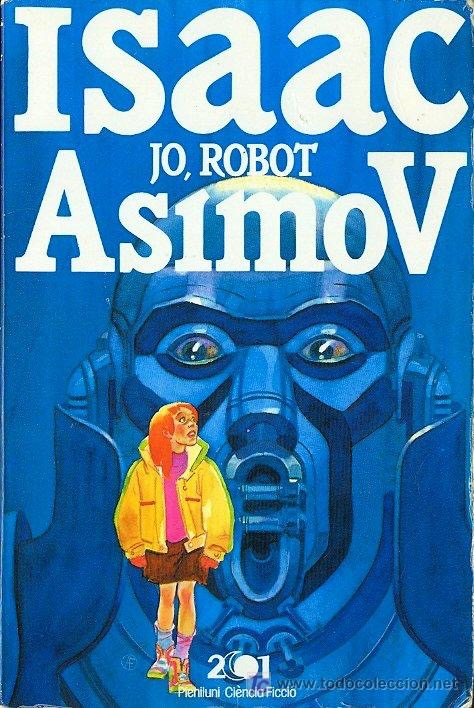 Isaac
JO, ROBOT
Asimov
2001
Pleniluni Ciència Ficció
www.todocoleccion.net